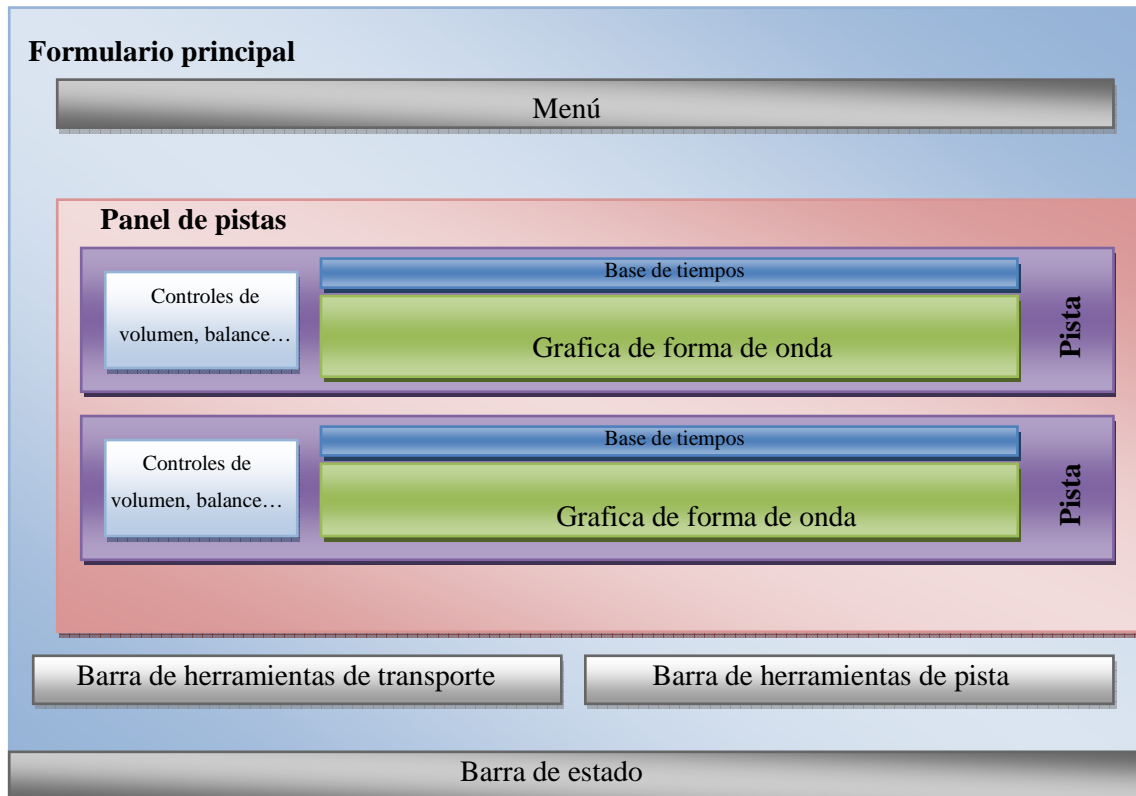 Formulario principal
Menú
Panel de pistas
Controles de
volumen, balance…
Base de tiempos
Grafica de forma de onda
Pista
Controles de
volumen, balance…
Base de tiempos
Grafica de forma de onda
Pista
Barra de herramientas de transporte
Barra de herramientas de pista
Barra de estado